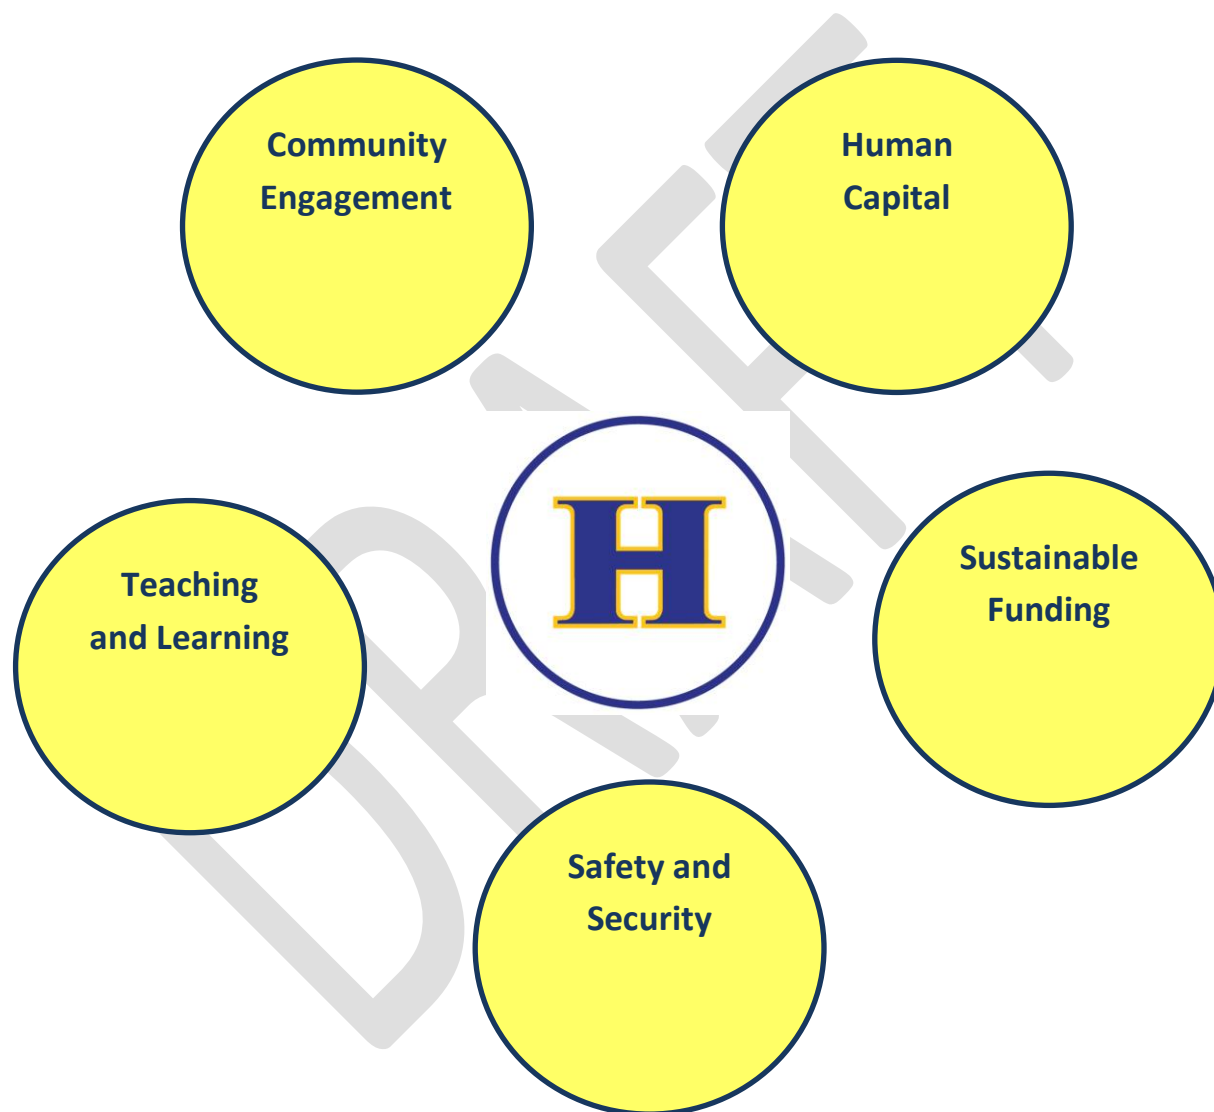 Community
Engagement
Human
Capital
H
Teaching
and Learning
Sustainable
Funding
Safety and
Security
DRAFT